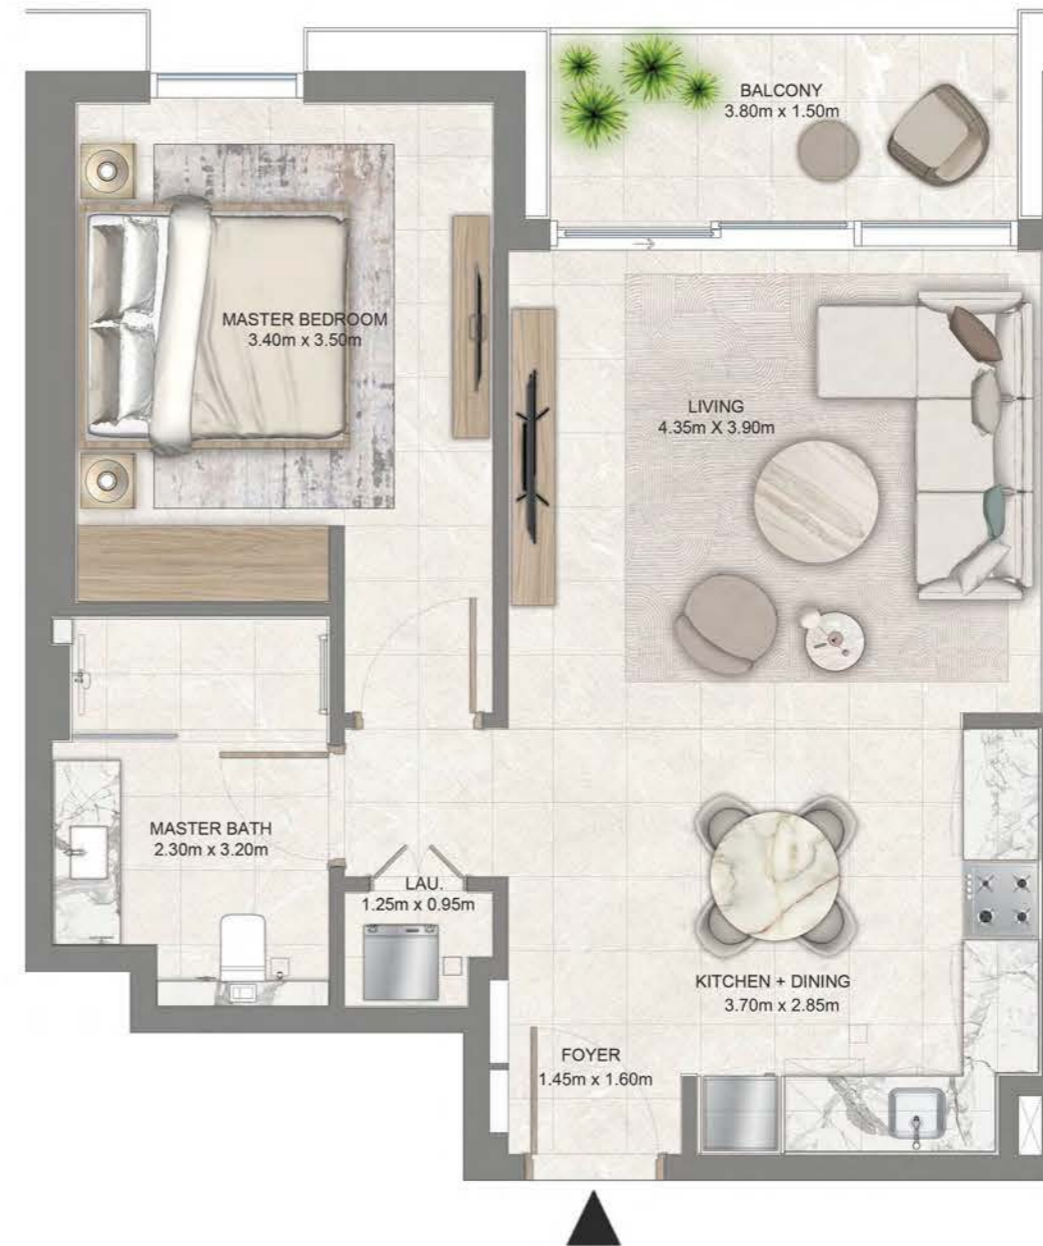 BALCONY
3.80m x 1.50m
MASTER BEDROOM
3.40m x 3.50m
LIVING
4.35m X 3.90m
MASTER BATH
2.30m x 3.20m
LAU.
1.25m x 0.95m
KITCHEN + DINING
3.70m x 2.85m
FOYER
1.45m x 1.60m